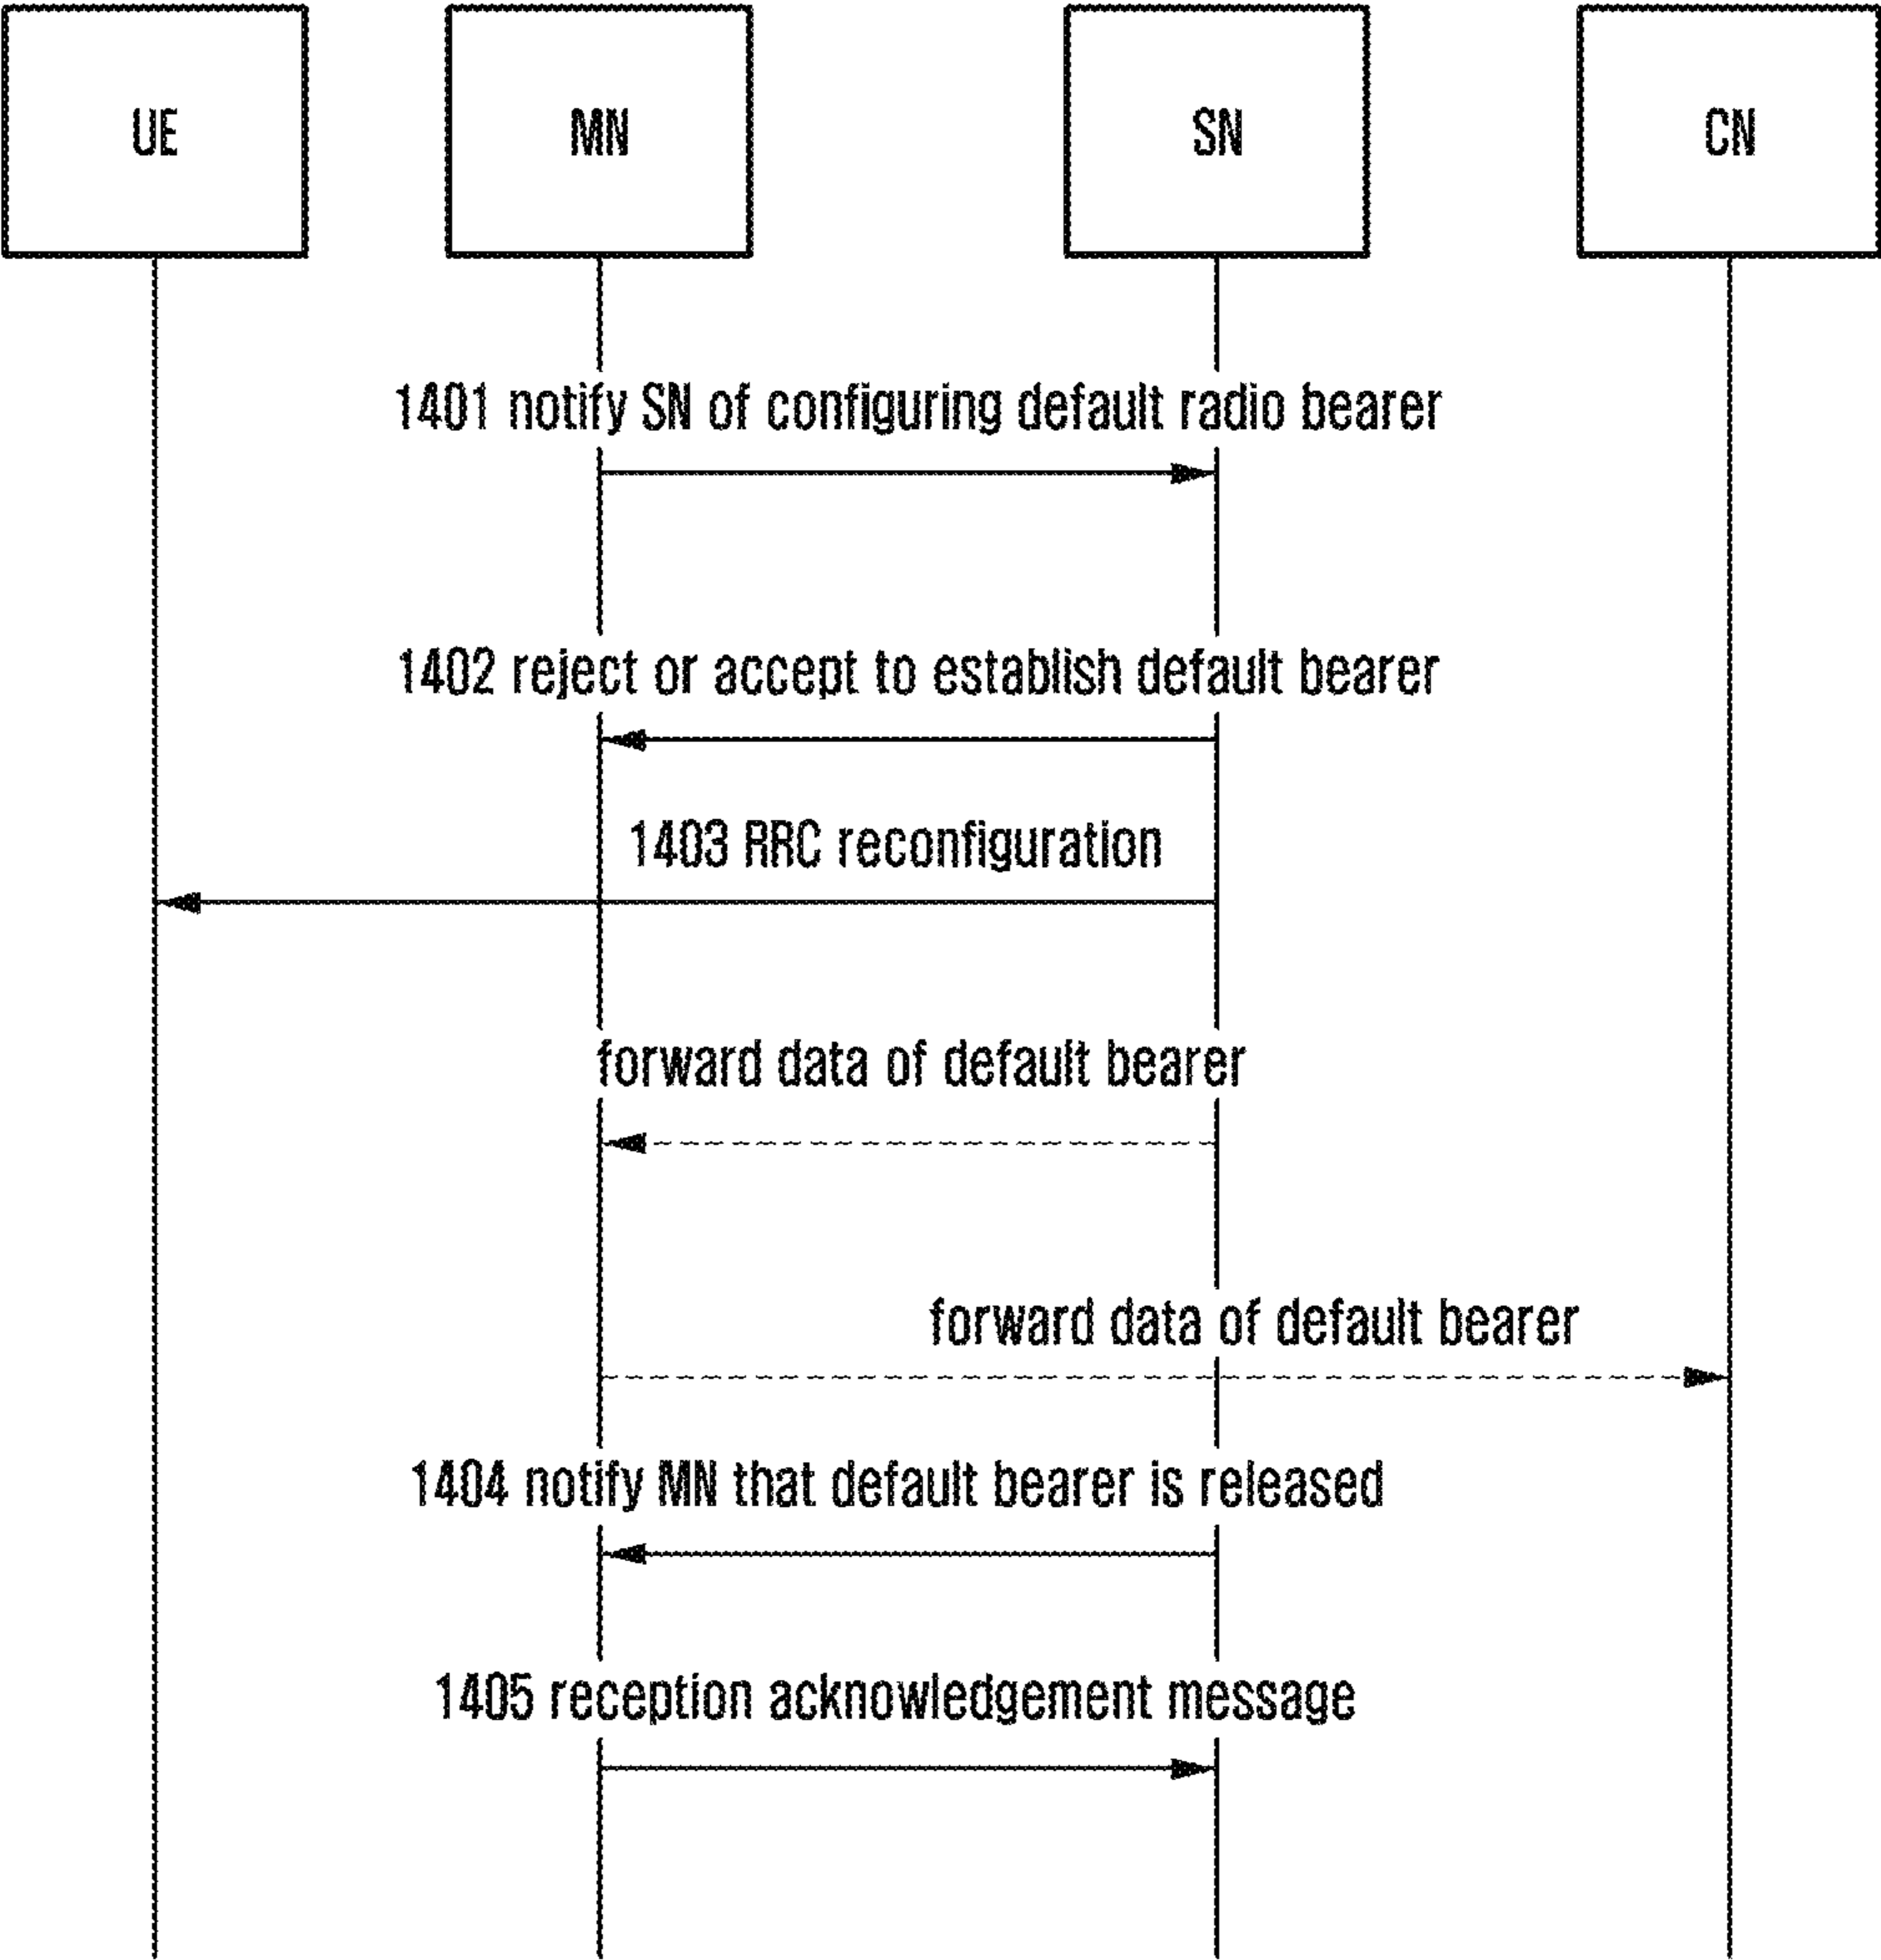 UE
MN
SN
CN
1401 notify SN of configuring default radio bearer
1402 reject or accept to establish default bearer
1403 RRC reconfiguration
forward data of default bearer
forward data of default bearer
1404 notify MN that default bearer is released
1405 reception acknowledgement message